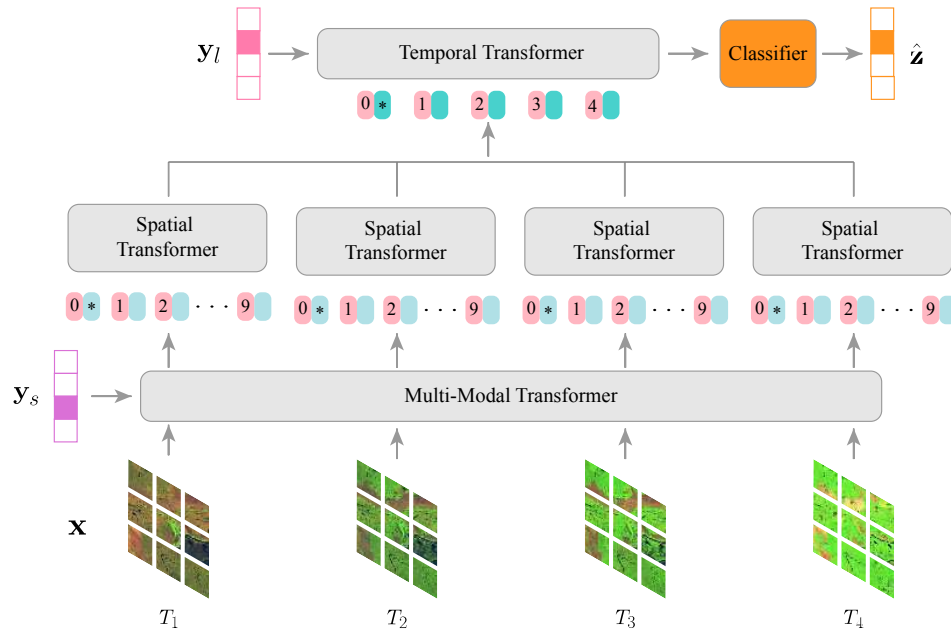 y_l
Temporal Transformer
Classifier
ẑ
0 * 1 2 3 4
Spatial
Transformer
Spatial
Transformer
Spatial
Transformer
Spatial
Transformer
0 * 1 2 · · · 9
0 * 1 2 · · · 9
0 * 1 2 · · · 9
0 * 1 2 · · · 9
y_s
Multi-Modal Transformer
x
T_1
T_2
T_3
T_4